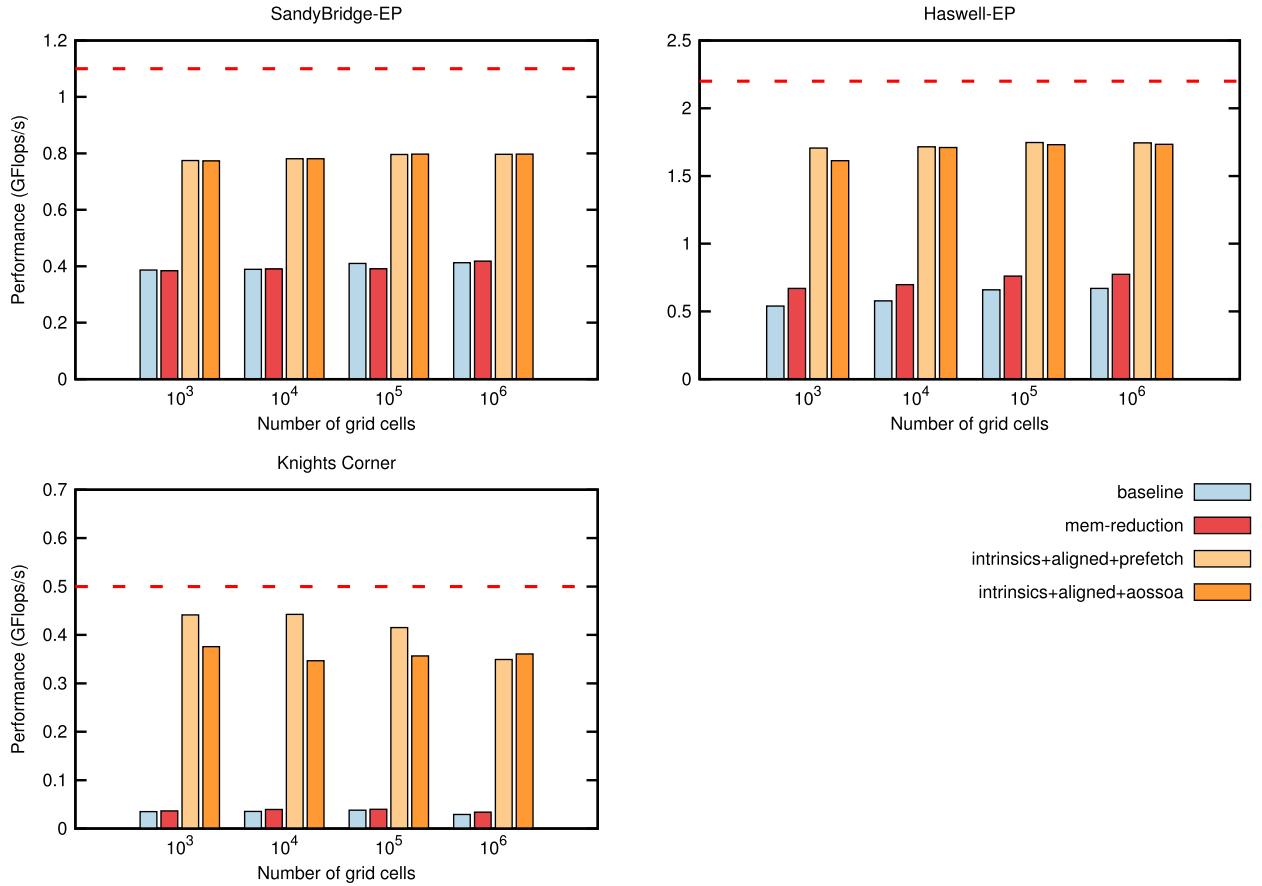 SandyBridge-EP
1.2
1
0.8
0.6
0.4
0.2
0
Performance (GFlops/s)
10^3 10^4 10^5 10^6
Number of grid cells
Haswell-EP
2.5
2
1.5
1
0.5
0
10^3 10^4 10^5 10^6
Number of grid cells
Knights Corner
0.7
0.6
0.5
0.4
0.3
0.2
0.1
0
Performance (GFlops/s)
10^3 10^4 10^5 10^6
Number of grid cells
baseline
mem-reduction
intrinsics+aligned+prefetch
intrinsics+aligned+aossoa